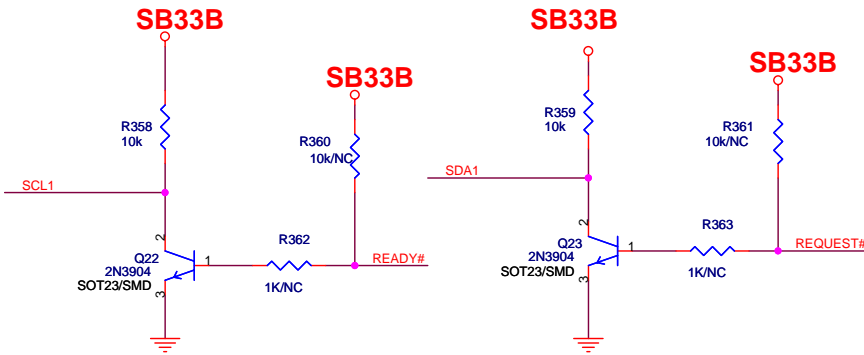 SB33B
SB33B
R358
10k
R360
10k/NC
SCL1
2
Q22
2N3904
SOT23/SMD
1
3
R362
1K/NC
READY#
SB33B
SB33B
R359
10k
R361
10k/NC
SDA1
2
Q23
2N3904
SOT23/SMD
1
3
R363
1K/NC
REQUEST#